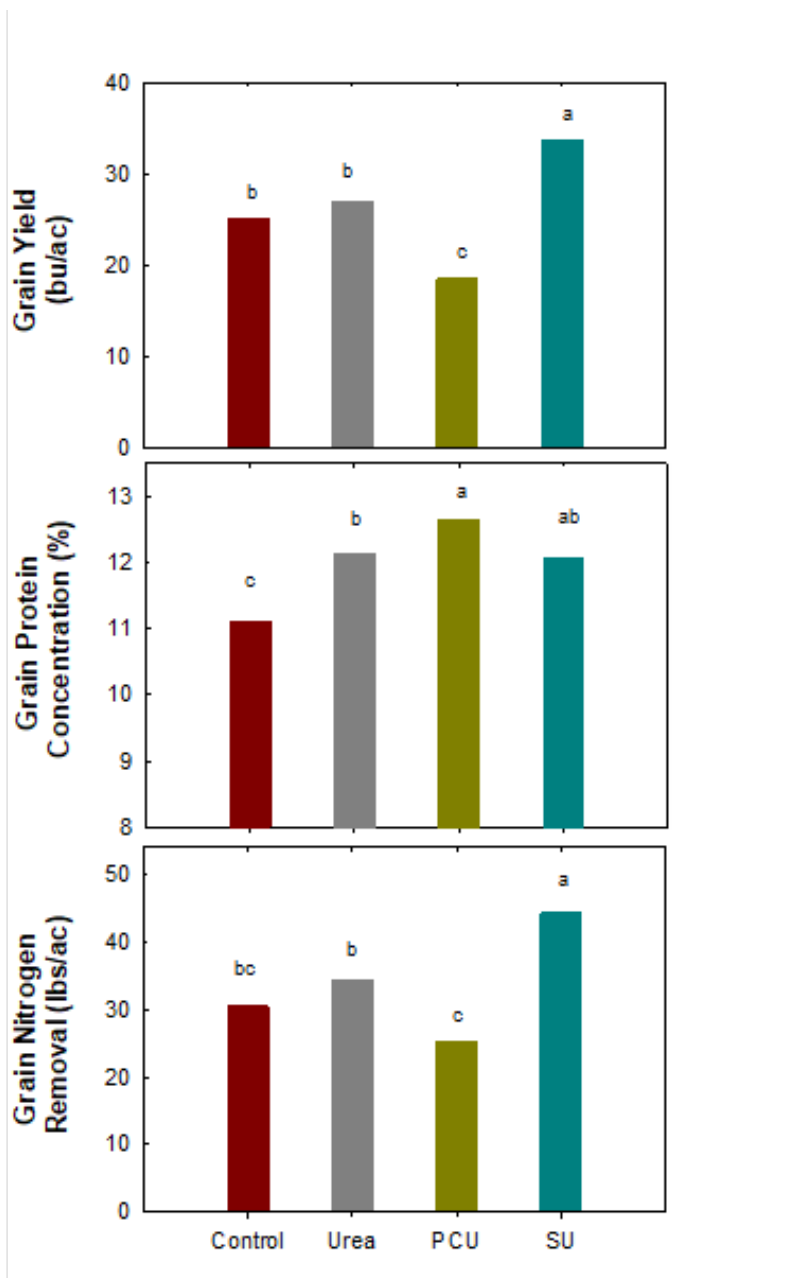 40
30
20
10
0
Grain Yield
(bu/ac)
b
b
c
a
13
12
11
10
9
8
Grain Protein
Concentration (%)
c
b
a
ab
50
40
30
20
10
0
Grain Nitrogen
Removal (lbs/ac)
bc
b
c
a
Control Urea PCU SU